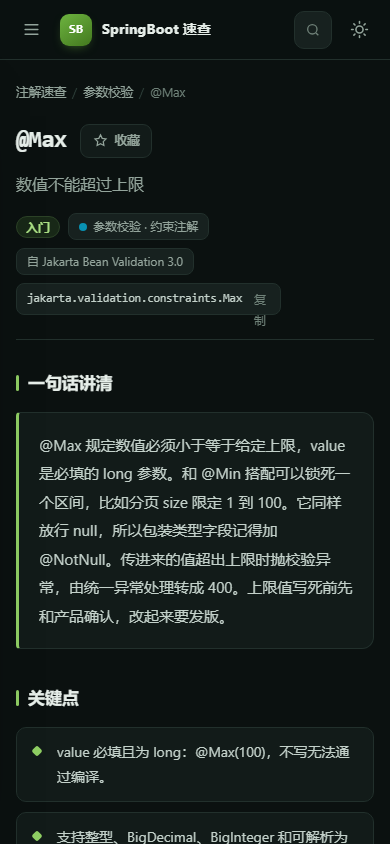 SB SpringBoot 速查
注解速查 / 参数校验 / @Max
@Max 收藏
数值不能超过上限
入门 参数校验 · 约束注解
自 Jakarta Bean Validation 3.0
jakarta.validation.constraints.Max 复制
一句话讲清
@Max 规定数值必须小于等于给定上限，value
是必填的 long 参数。和 @Min 搭配可以锁死一
个区间，比如分页 size 限定 1 到 100。它同样
放行 null，所以包装类型字段记得加
@NotNull。传进来的值超出上限时抛校验异
常，由统一异常处理转成 400。上限值写死前先
和产品确认，改起来要发版。
关键点
value 必填且为 long：@Max(100)，不写无法通
过编译。
支持整型、BigDecimal、BigInteger 和可解析为